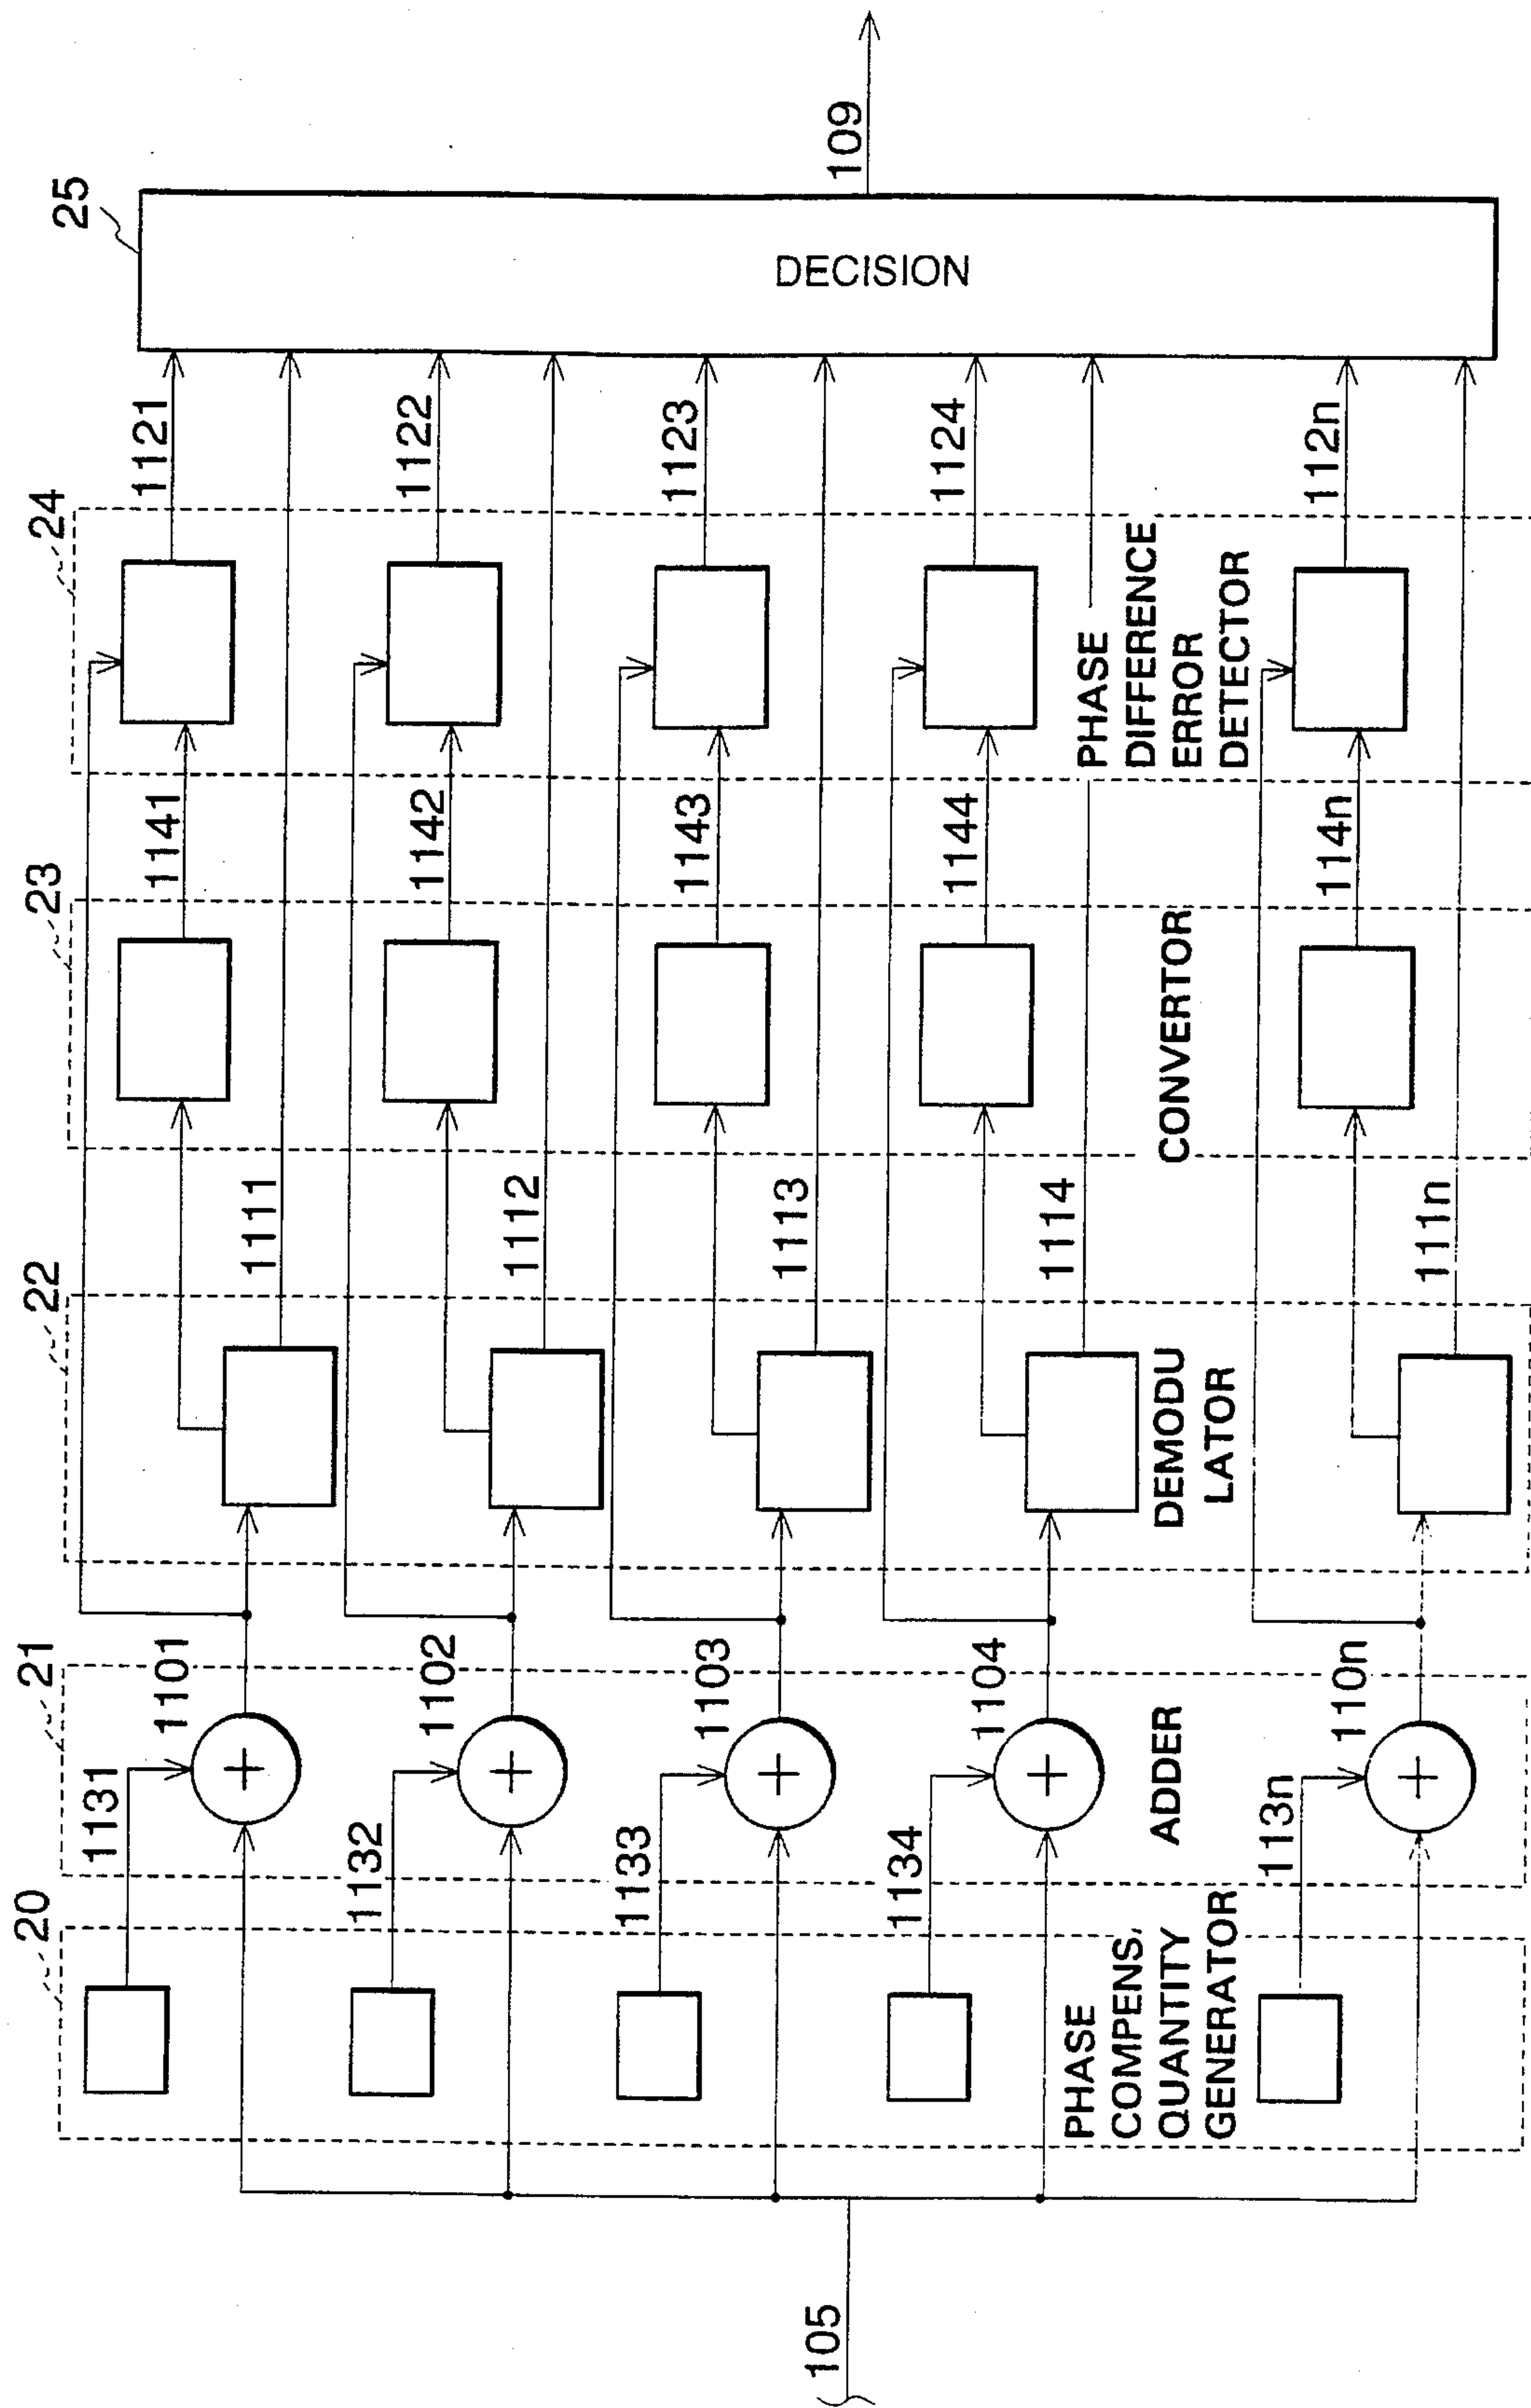 105
20
PHASE
COMPENS,
QUANTITY
GENERATOR
21
1131
1132
1133
1134
113n
ADDER
1101
1102
1103
1104
110n
22
DEMODU
LATOR
1111
1112
1113
1114
111n
23
CONVERTOR
1141
1142
1143
1144
114n
24
PHASE
DIFFERENCE
ERROR
DETECTOR
1121
1122
1123
1124
112n
25
DECISION
109